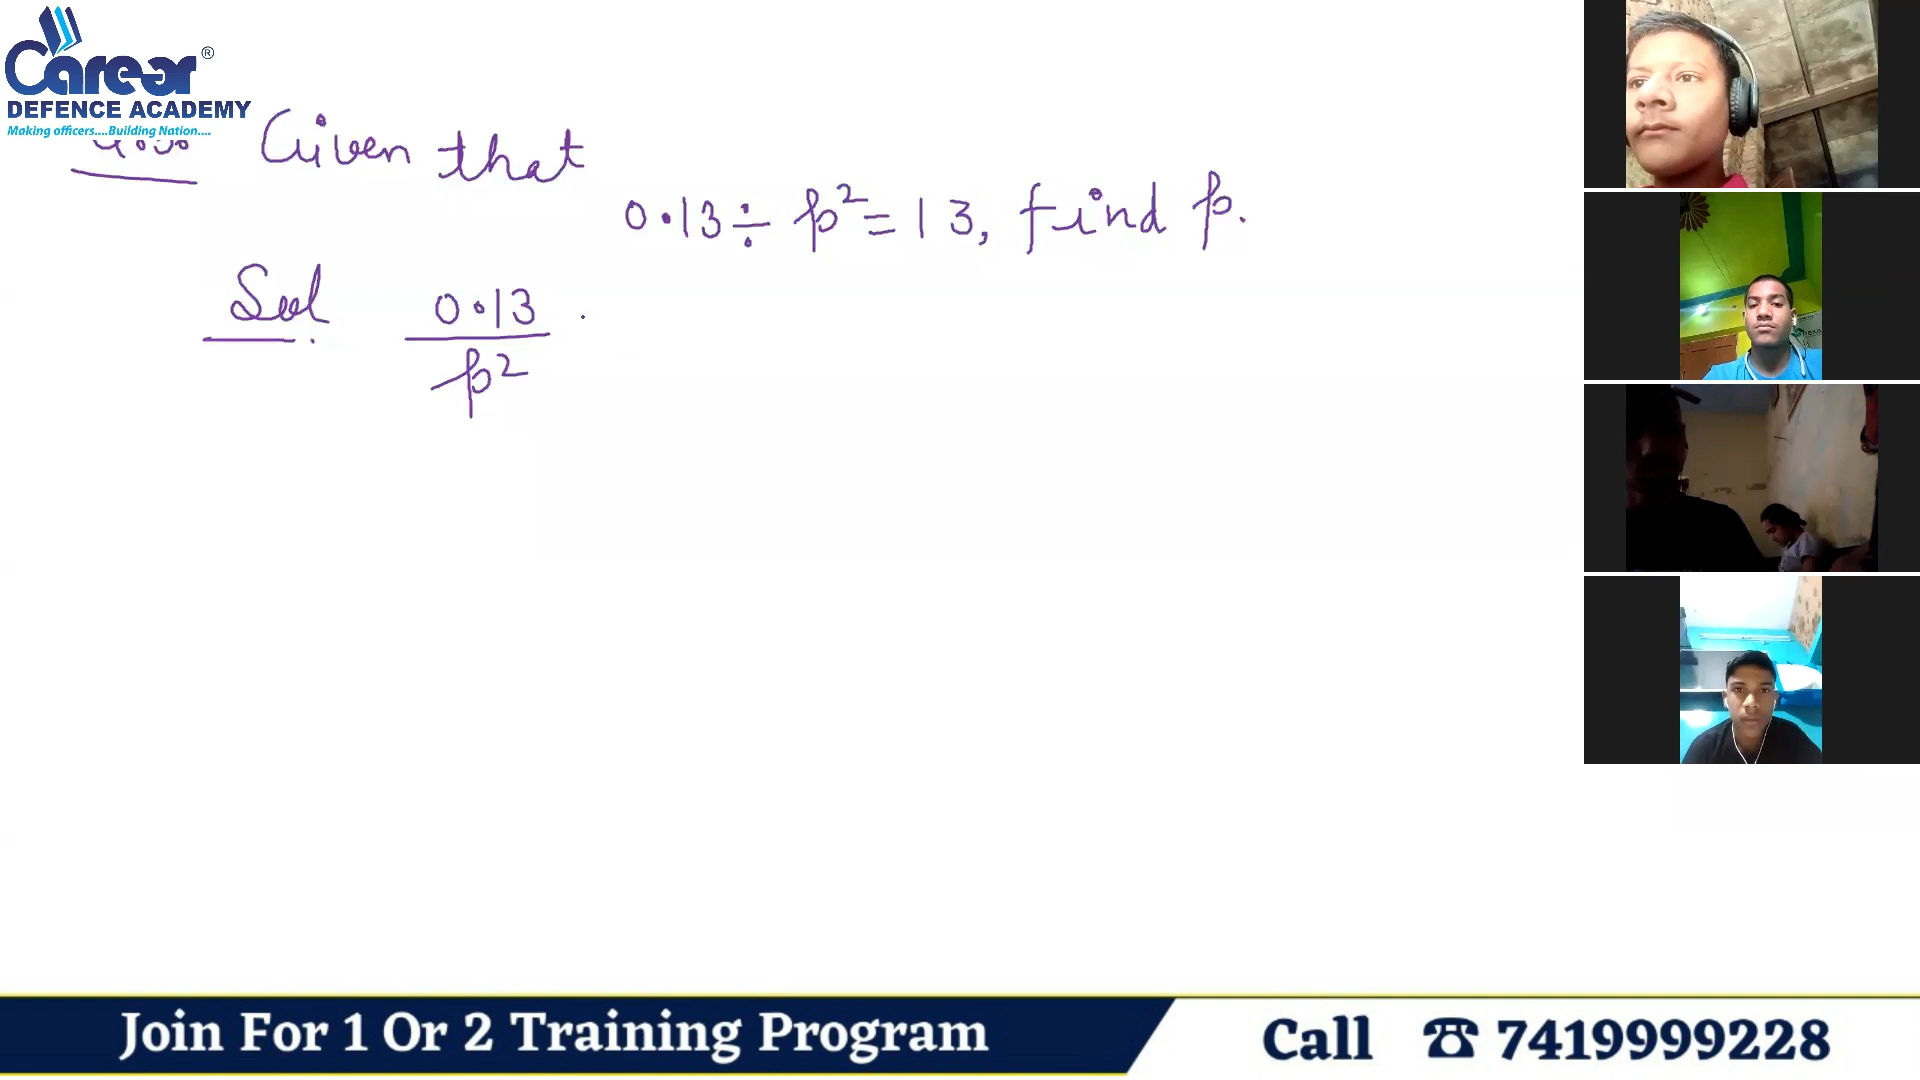 Carear®
DEFENCE ACADEMY
Making officers....Building Nation....
Given that
0.13 ÷ p² = 13, find p.
Sol
0.13
p²
Join For 1 Or 2 Training Program
Call ☎ 7419999228